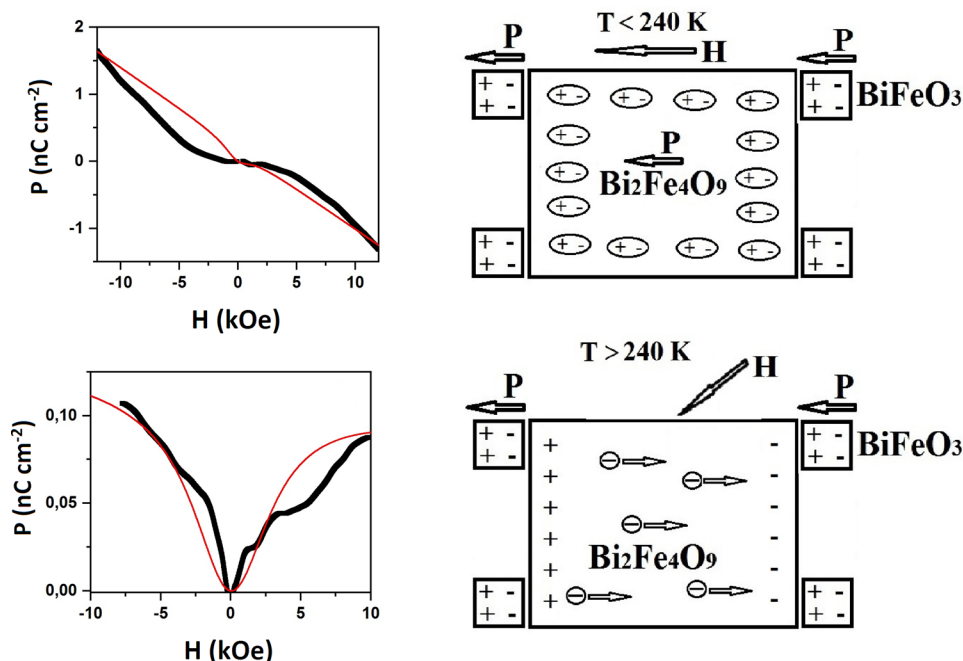 P (nC cm⁻²)
2
1
0
-1
-10
-5
0
5
10
H (kOe)
T < 240 K
H
P
P
+ -
+ -
+ -
+ -
BiFeO₃
+ - + - + - + -
+ - + -
P
Bi₂Fe₄O₉
+ - + -
+ - + -
+ - + - + - + -
+ -
+ -
+ -
+ -
P (nC cm⁻²)
0,10
0,05
0,00
-10
-5
0
5
10
H (kOe)
T > 240 K
H
P
P
+ -
+ -
+ -
+ -
BiFeO₃
+ -
+ - -
+ - -
+ - -
Bi₂Fe₄O₉
+ -
+ - - -
+ -
+ -
+ -
+ -